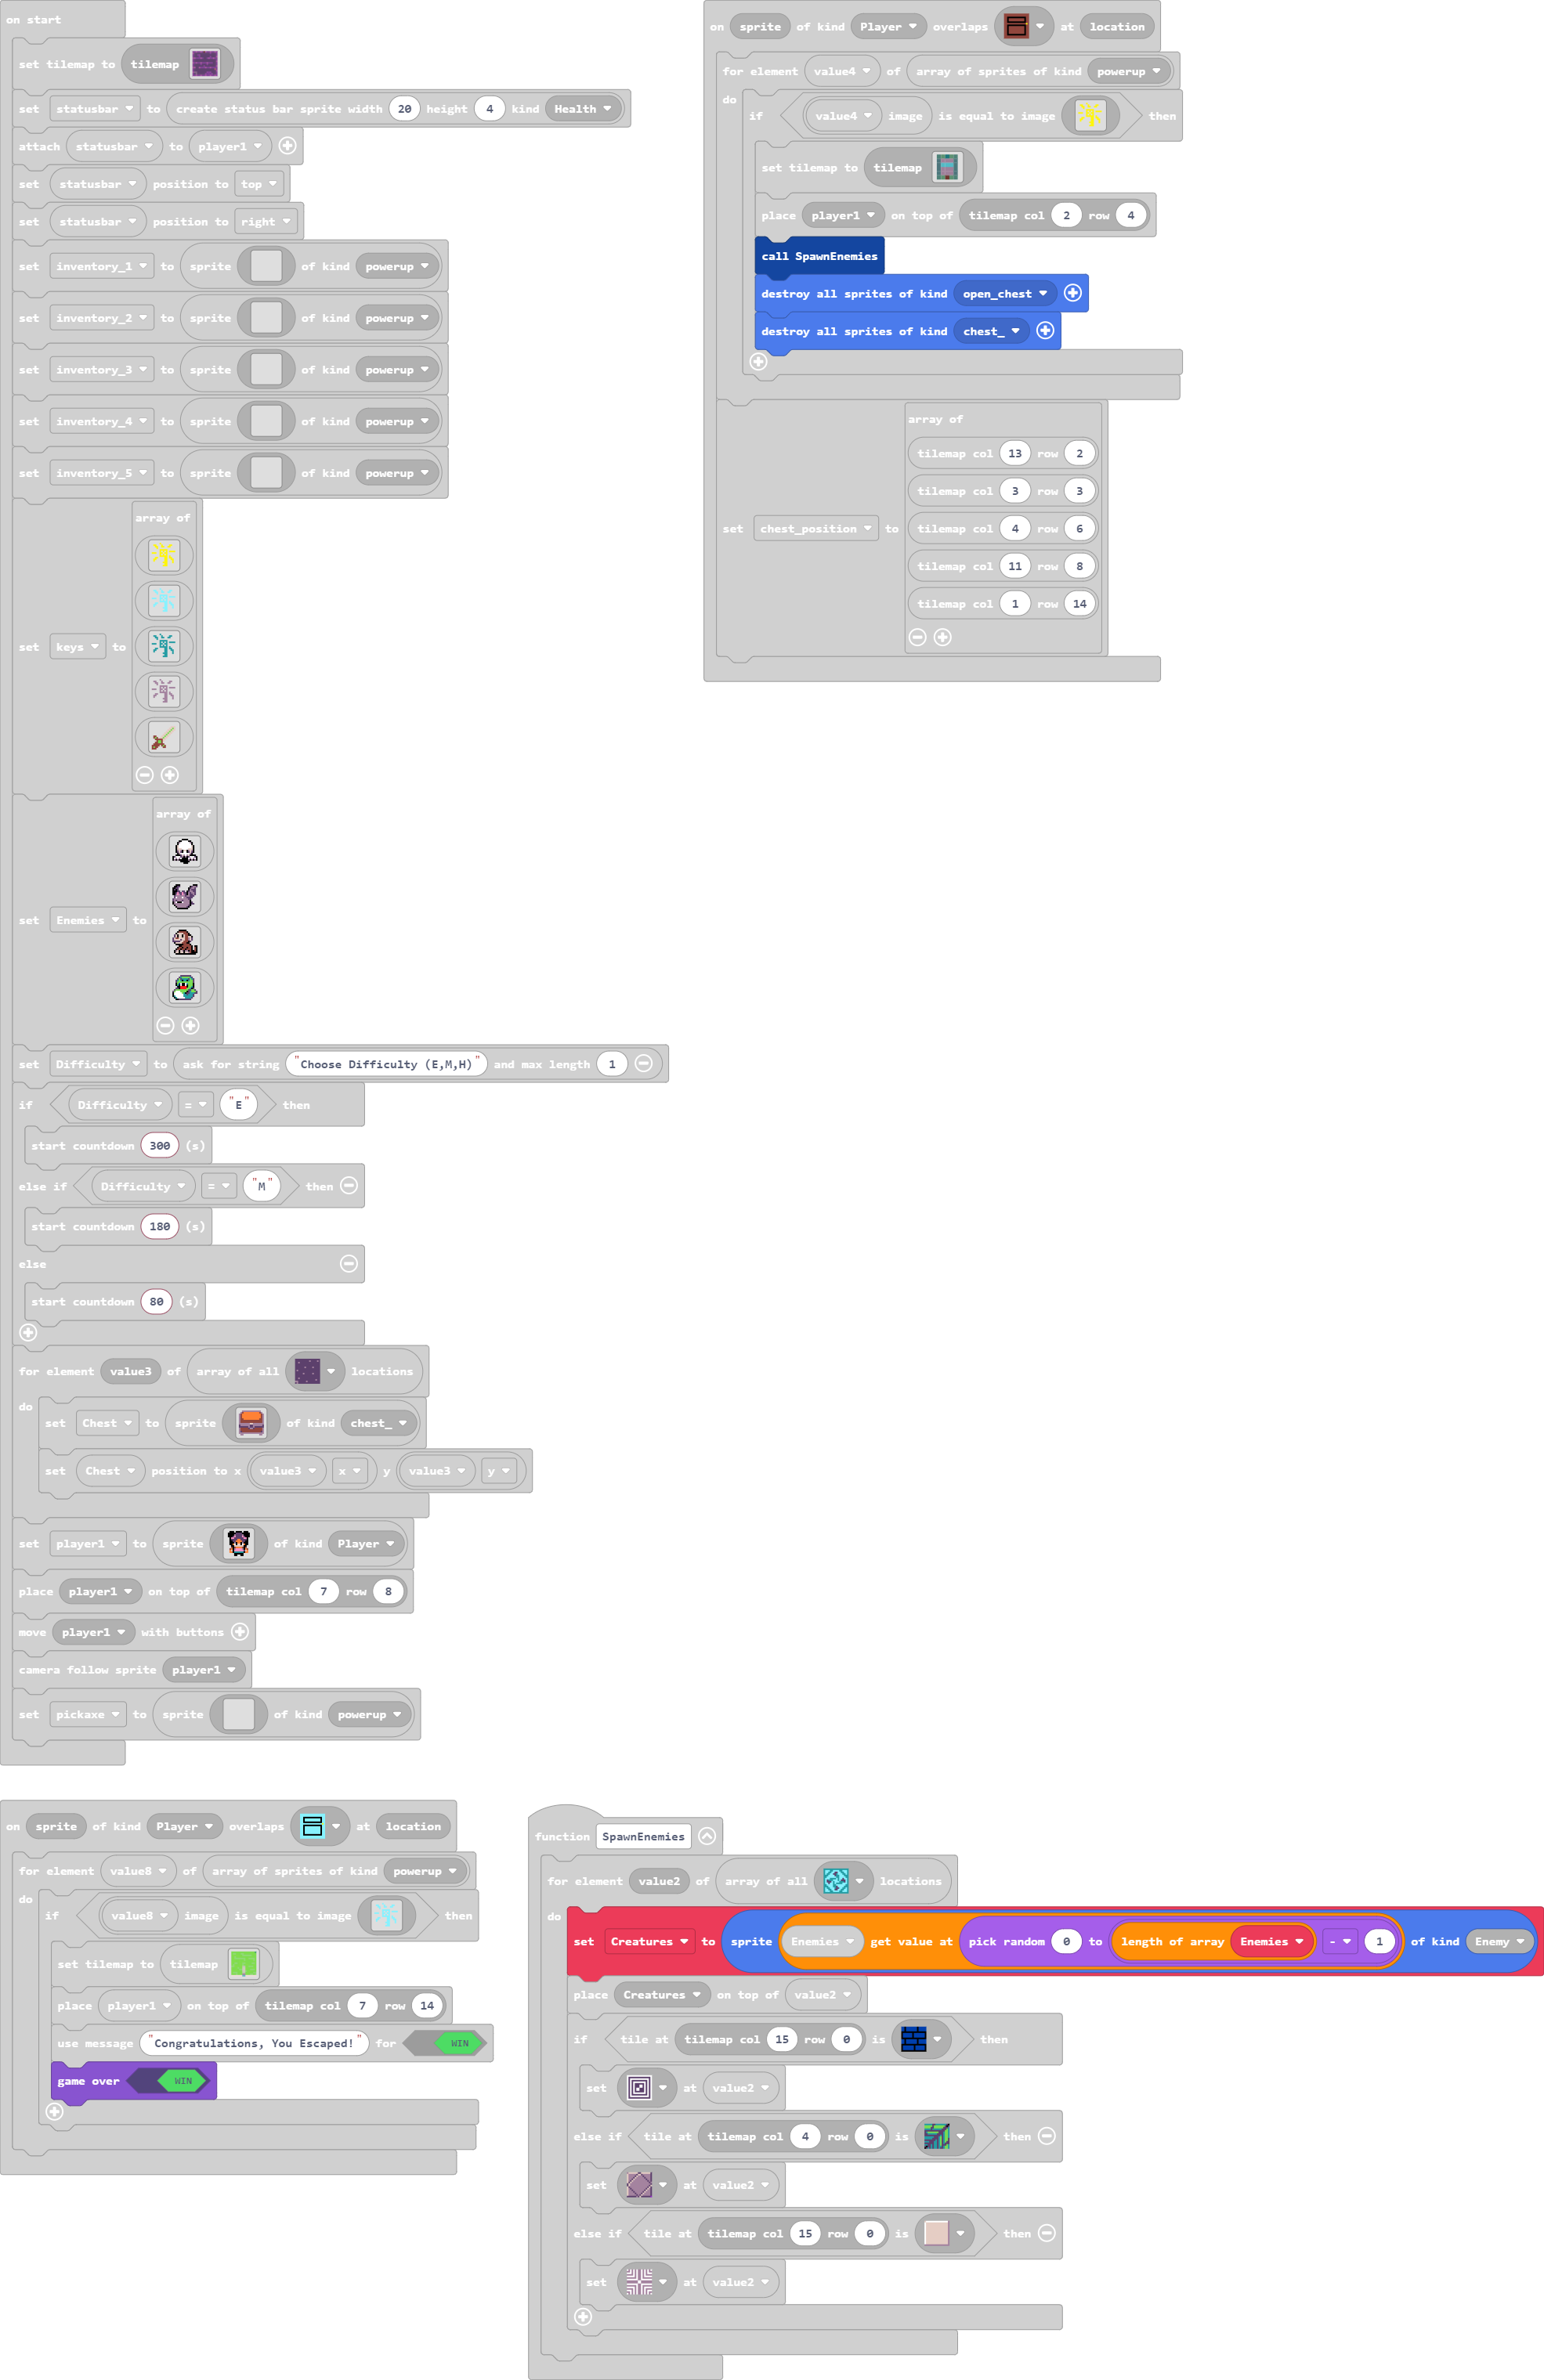 on start
set tilemap to tilemap
set statusbar to create status bar sprite width 20 height 4 kind Health
attach statusbar to player1
set statusbar position to top
set statusbar position to right
set inventory_1 to sprite of kind powerup
set inventory_2 to sprite of kind powerup
set inventory_3 to sprite of kind powerup
set inventory_4 to sprite of kind powerup
set inventory_5 to sprite of kind powerup
array of
set keys to
array of
set Enemies to
set Difficulty to ask for string "Choose Difficulty (E,M,H)" and max length 1
if Difficulty = "E" then
start countdown 300 (s)
else if Difficulty = "M" then
start countdown 180 (s)
else
start countdown 80 (s)
for element value3 of array of all locations
do
set Chest to sprite of kind chest_
set Chest position to x value3 x y value3 y
set player1 to sprite of kind Player
place player1 on top of tilemap col 7 row 8
move player1 with buttons
camera follow sprite player1
set pickaxe to sprite of kind powerup
on sprite of kind Player overlaps at location
for element value4 of array of sprites of kind powerup
do
if value4 image is equal to image then
set tilemap to tilemap
place player1 on top of tilemap col 2 row 4
call SpawnEnemies
destroy all sprites of kind open_chest
destroy all sprites of kind chest_
array of
tilemap col 13 row 2
tilemap col 3 row 3
set chest_position to tilemap col 4 row 6
tilemap col 11 row 8
tilemap col 1 row 14
on sprite of kind Player overlaps at location
for element value8 of array of sprites of kind powerup
do
if value8 image is equal to image then
set tilemap to tilemap
place player1 on top of tilemap col 7 row 14
use message "Congratulations, You Escaped!" for WIN
game over WIN
function SpawnEnemies
for element value2 of array of all locations
do
set Creatures to sprite Enemies get value at pick random 0 to length of array Enemies - 1 of kind Enemy
place Creatures on top of value2
if tile at tilemap col 15 row 0 is then
set at value2
else if tile at tilemap col 4 row 0 is then
set at value2
else if tile at tilemap col 15 row 0 is then
set at value2